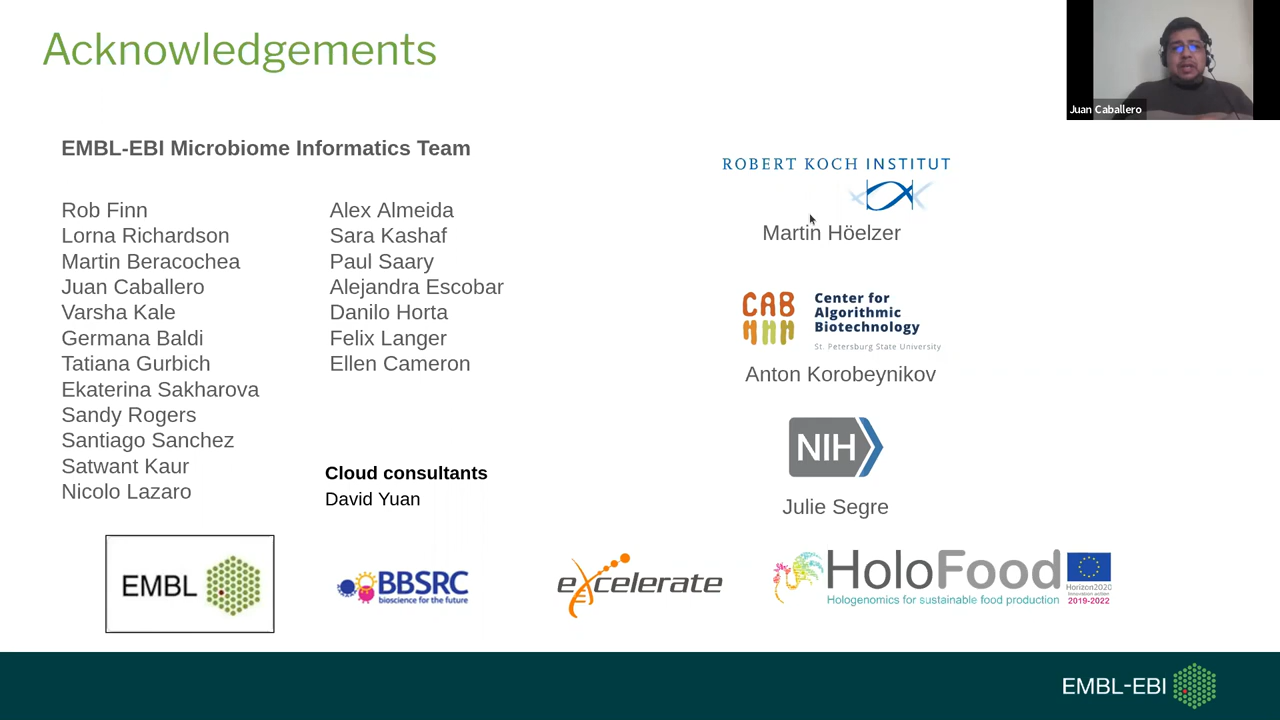 Acknowledgements
Juan Caballero
EMBL-EBI Microbiome Informatics Team
Rob Finn
Lorna Richardson
Martin Beracochea
Juan Caballero
Varsha Kale
Germana Baldi
Tatiana Gurbich
Ekaterina Sakharova
Sandy Rogers
Santiago Sanchez
Satwant Kaur
Nicolo Lazaro
Alex Almeida
Sara Kashaf
Paul Saary
Alejandra Escobar
Danilo Horta
Felix Langer
Ellen Cameron
Cloud consultants
David Yuan
ROBERT KOCH INSTITUT
Martin Höelzer
CAB
Center for
Algorithmic
Biotechnology
St. Petersburg State University
Anton Korobeynikov
NIH
Julie Segre
EMBL
BBSRC
bioscience for the future
excelerate
HoloFood
Hologenomics for sustainable food production
Horizon2020
2019-2022
EMBL-EBI